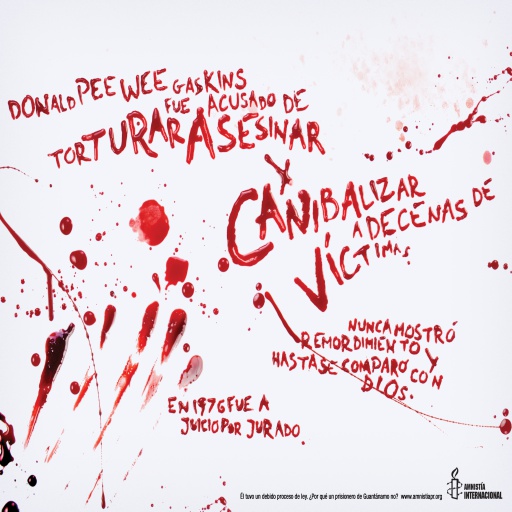 DONALD PEE WEE GASKINS
FUE ACUSADO DE
TORTURAR ASESINAR
Y
CANIBALIZAR
A DECENAS DE
VÍCTIMAS.
NUNCA MOSTRÓ
REMORDIMIENTO Y
HASTA SE COMPARÓ CON
DIOS.
EN 1976 FUE A
JUICIO POR JURADO.
Él tuvo un debido proceso de ley. ¿Por qué un prisionero de Guantánamo no? www.amnistiapr.org
AMNISTÍA
INTERNACIONAL